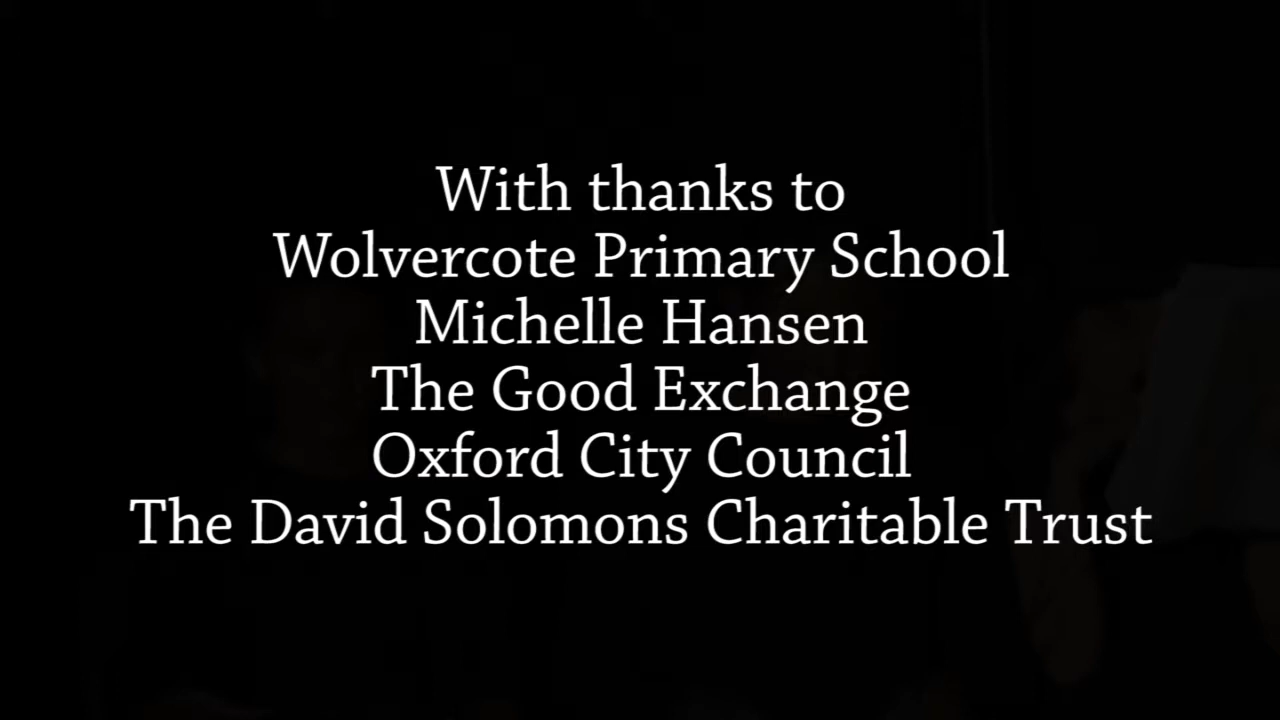 With thanks to
Wolvercote Primary School
Michelle Hansen
The Good Exchange
Oxford City Council
The David Solomons Charitable Trust